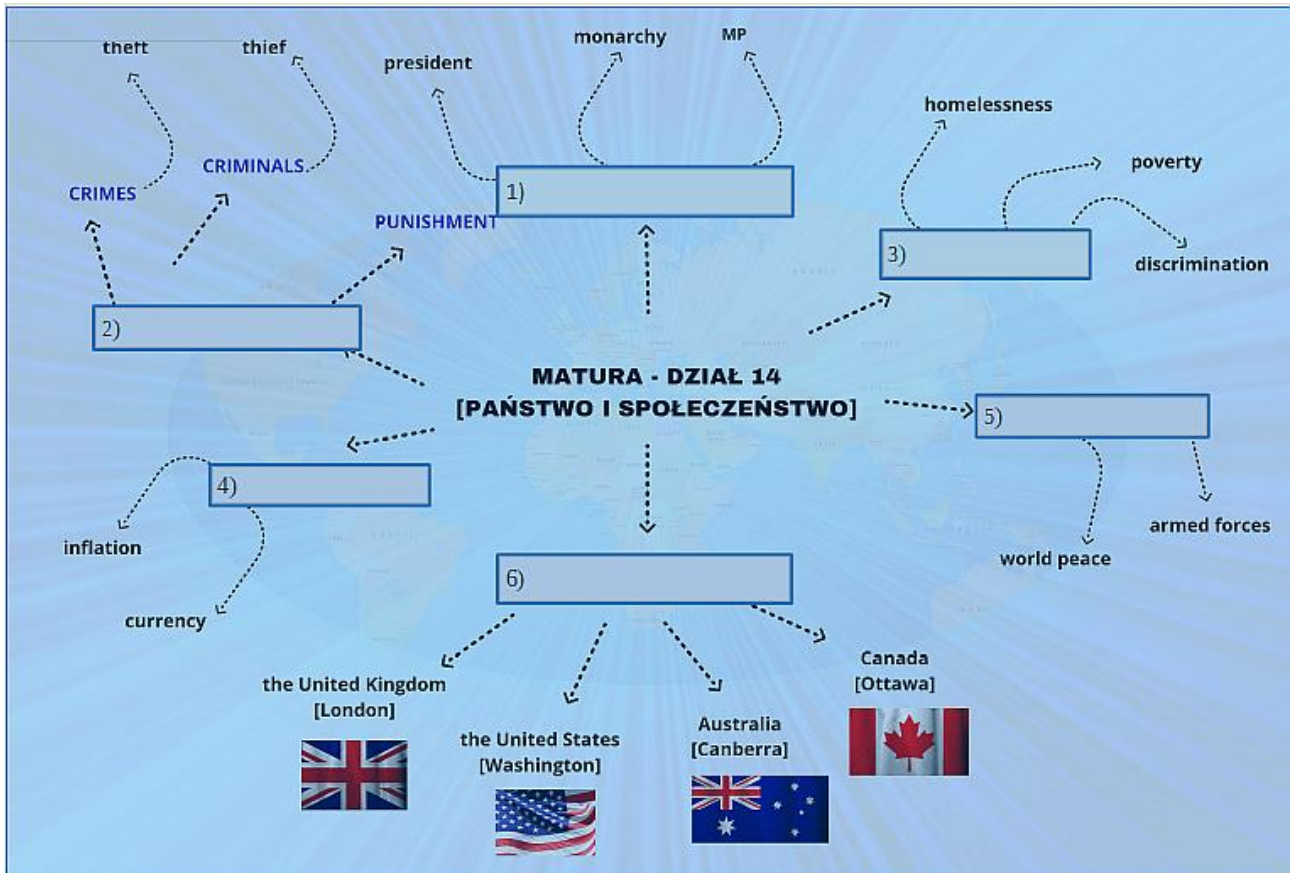 theft
thief
president
monarchy
MP
homelessness
poverty
discrimination
CRIMES
CRIMINALS
PUNISHMENT
1)
2)
3)
MATURA - DZIAŁ 14
[PAŃSTWO I SPOŁECZEŃSTWO]
4)
5)
inflation
currency
world peace
armed forces
6)
the United Kingdom
[London]
the United States
[Washington]
Australia
[Canberra]
Canada
[Ottawa]